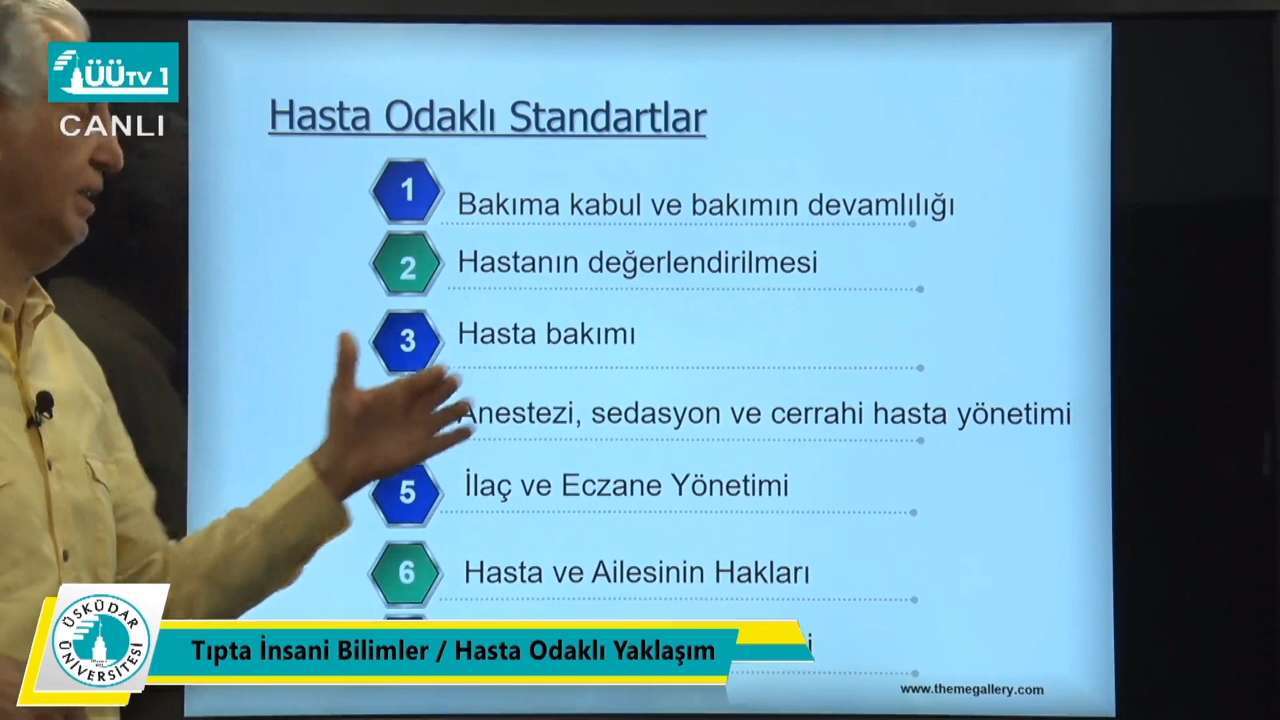 ÜÜTV 1
CANLI
Hasta Odaklı Standartlar
1 Bakıma kabul ve bakımın devamlılığı
2 Hastanın değerlendirilmesi
3 Hasta bakımı
Anestezi, sedasyon ve cerrahi hasta yönetimi
5 İlaç ve Eczane Yönetimi
6 Hasta ve Ailesinin Hakları
ÜSKÜDAR ÜNİVERSİTESİ
Tıpta İnsani Bilimler / Hasta Odaklı Yaklaşım
www.themegallery.com